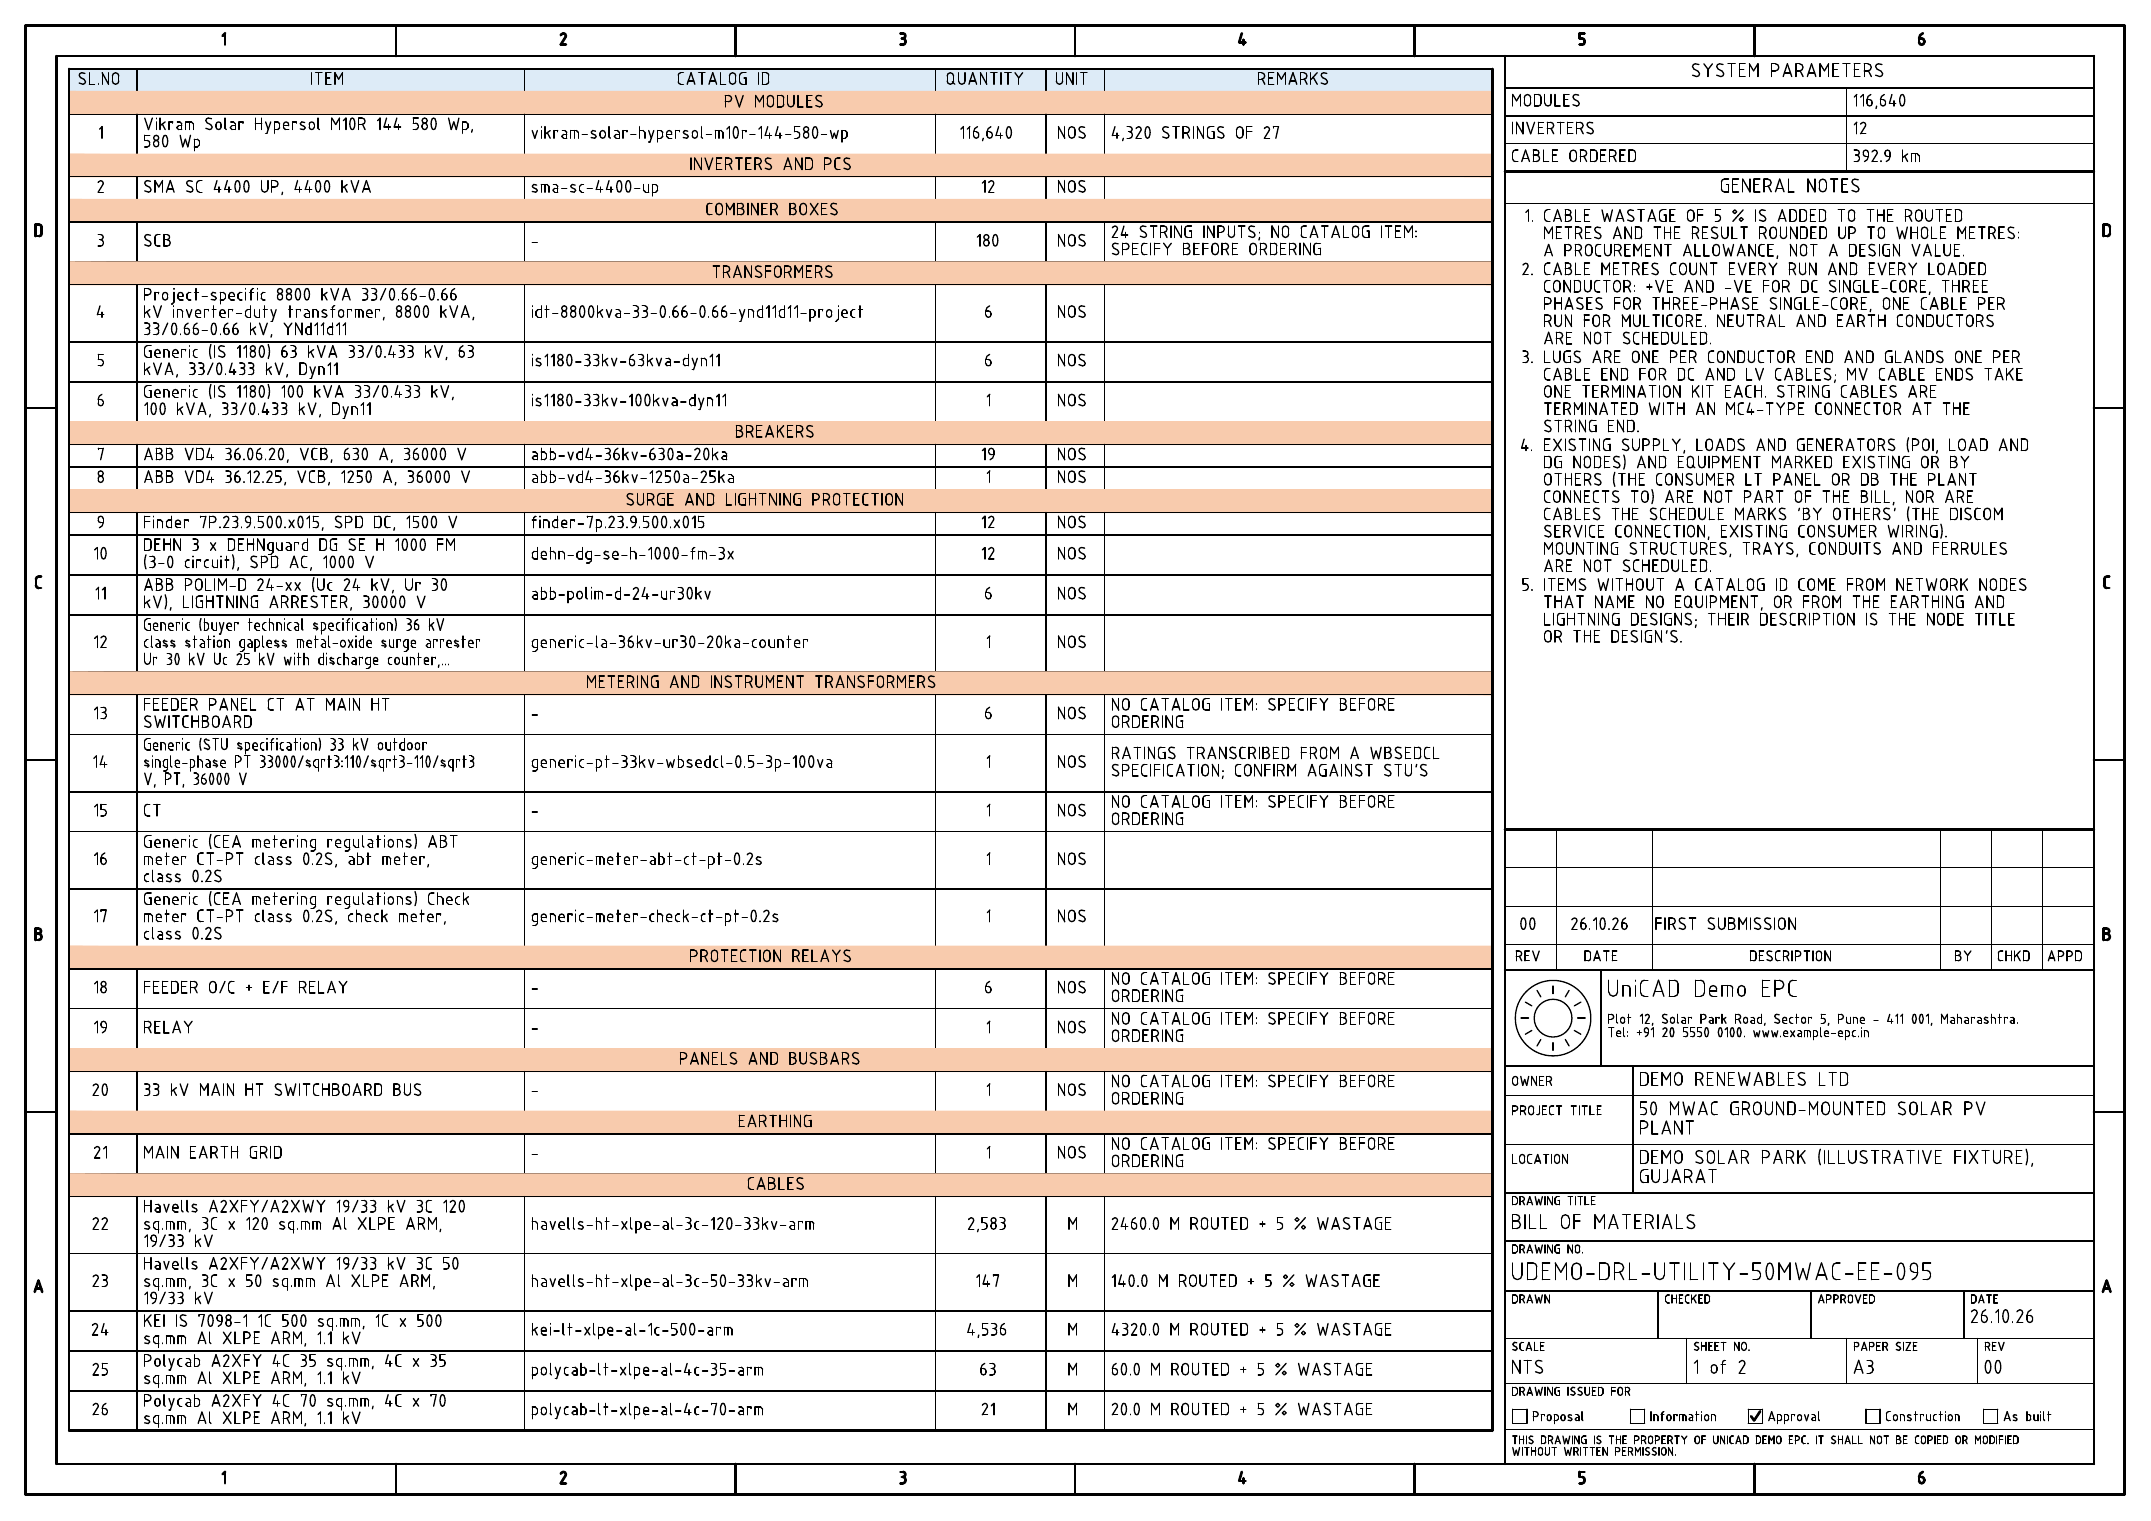 1 2 3 4 5 6
SL.NO ITEM CATALOG ID QUANTITY UNIT REMARKS
PV MODULES
1 Vikram Solar Hypersol M10R 144 580 Wp, 580 Wp vikram-solar-hypersol-m10r-144-580-wp 116,640 NOS 4,320 STRINGS OF 27
INVERTERS AND PCS
2 SMA SC 4400 UP, 4400 kVA sma-sc-4400-up 12 NOS
COMBINER BOXES
3 SCB - 180 NOS 24 STRING INPUTS; NO CATALOG ITEM: SPECIFY BEFORE ORDERING
TRANSFORMERS
4 Project-specific 8800 kVA 33/0.66-0.66 kV inverter-duty transformer, 8800 kVA, 33/0.66-0.66 kV, YNd11d11 idt-8800kva-33-0.66-0.66-ynd11d11-project 6 NOS
5 Generic (IS 1180) 63 kVA 33/0.433 kV, 63 kVA, 33/0.433 kV, Dyn11 is1180-33kv-63kva-dyn11 6 NOS
6 Generic (IS 1180) 100 kVA 33/0.433 kV, 100 kVA, 33/0.433 kV, Dyn11 is1180-33kv-100kva-dyn11 1 NOS
BREAKERS
7 ABB VD4 36.06.20, VCB, 630 A, 36000 V abb-vd4-36kv-630a-20ka 19 NOS
8 ABB VD4 36.12.25, VCB, 1250 A, 36000 V abb-vd4-36kv-1250a-25ka 1 NOS
SURGE AND LIGHTNING PROTECTION
9 Finder 7P.23.9.500.x015, SPD DC, 1500 V finder-7p.23.9.500.x015 12 NOS
10 DEHN 3 x DEHNguard DG SE H 1000 FM (3-0 circuit), SPD AC, 1000 V dehn-dg-se-h-1000-fm-3x 12 NOS
11 ABB POLIM-D 24-xx (Uc 24 kV, Ur 30 kV), LIGHTNING ARRESTER, 30000 V abb-polim-d-24-ur30kv 6 NOS
12 Generic (buyer technical specification) 36 kV class station gapless metal-oxide surge arrester Ur 30 kV Uc 25 kV with discharge counter,... generic-la-36kv-ur30-20ka-counter 1 NOS
METERING AND INSTRUMENT TRANSFORMERS
13 FEEDER PANEL CT AT MAIN HT SWITCHBOARD - 6 NOS NO CATALOG ITEM: SPECIFY BEFORE ORDERING
14 Generic (STU specification) 33 kV outdoor single-phase PT 33000/sqrt3:110/sqrt3-110/sqrt3 V, PT, 36000 V generic-pt-33kv-wbsedcl-0.5-3p-100va 1 NOS RATINGS TRANSCRIBED FROM A WBSEDCL SPECIFICATION; CONFIRM AGAINST STU'S
15 CT - 1 NOS NO CATALOG ITEM: SPECIFY BEFORE ORDERING
16 Generic (CEA metering regulations) ABT meter CT-PT class 0.2S, abt meter, class 0.2S generic-meter-abt-ct-pt-0.2s 1 NOS
17 Generic (CEA metering regulations) Check meter CT-PT class 0.2S, check meter, class 0.2S generic-meter-check-ct-pt-0.2s 1 NOS
PROTECTION RELAYS
18 FEEDER O/C + E/F RELAY - 6 NOS NO CATALOG ITEM: SPECIFY BEFORE ORDERING
19 RELAY - 1 NOS NO CATALOG ITEM: SPECIFY BEFORE ORDERING
PANELS AND BUSBARS
20 33 kV MAIN HT SWITCHBOARD BUS - 1 NOS NO CATALOG ITEM: SPECIFY BEFORE ORDERING
EARTHING
21 MAIN EARTH GRID - 1 NOS NO CATALOG ITEM: SPECIFY BEFORE ORDERING
CABLES
22 Havells A2XFY/A2XWY 19/33 kV 3C 120 sq.mm, 3C x 120 sq.mm Al XLPE ARM, 19/33 kV havells-ht-xlpe-al-3c-120-33kv-arm 2,583 M 2460.0 M ROUTED + 5 % WASTAGE
23 Havells A2XFY/A2XWY 19/33 kV 3C 50 sq.mm, 3C x 50 sq.mm Al XLPE ARM, 19/33 kV havells-ht-xlpe-al-3c-50-33kv-arm 147 M 140.0 M ROUTED + 5 % WASTAGE
24 KEI IS 7098-1 1C 500 sq.mm, 1C x 500 sq.mm Al XLPE ARM, 1.1 kV kei-lt-xlpe-al-1c-500-arm 4,536 M 4320.0 M ROUTED + 5 % WASTAGE
25 Polycab A2XFY 4C 35 sq.mm, 4C x 35 sq.mm Al XLPE ARM, 1.1 kV polycab-lt-xlpe-al-4c-35-arm 63 M 60.0 M ROUTED + 5 % WASTAGE
26 Polycab A2XFY 4C 70 sq.mm, 4C x 70 sq.mm Al XLPE ARM, 1.1 kV polycab-lt-xlpe-al-4c-70-arm 21 M 20.0 M ROUTED + 5 % WASTAGE
SYSTEM PARAMETERS
MODULES 116,640
INVERTERS 12
CABLE ORDERED 392.9 km
GENERAL NOTES
1. CABLE WASTAGE OF 5 % IS ADDED TO THE ROUTED
METRES AND THE RESULT ROUNDED UP TO WHOLE METRES:
A PROCUREMENT ALLOWANCE, NOT A DESIGN VALUE.
2. CABLE METRES COUNT EVERY RUN AND EVERY LOADED
CONDUCTOR: +VE AND -VE FOR DC SINGLE-CORE, THREE
PHASES FOR THREE-PHASE SINGLE-CORE, ONE CABLE PER
RUN FOR MULTICORE. NEUTRAL AND EARTH CONDUCTORS
ARE NOT SCHEDULED.
3. LUGS ARE ONE PER CONDUCTOR END AND GLANDS ONE PER
CABLE END FOR DC AND LV CABLES; MV CABLE ENDS TAKE
ONE TERMINATION KIT EACH. STRING CABLES ARE
TERMINATED WITH AN MC4-TYPE CONNECTOR AT THE
STRING END.
4. EXISTING SUPPLY, LOADS AND GENERATORS (POI, LOAD AND
DG NODES) AND EQUIPMENT MARKED EXISTING OR BY
OTHERS (THE CONSUMER LT PANEL OR DB THE PLANT
CONNECTS TO) ARE NOT PART OF THE BILL, NOR ARE
CABLES THE SCHEDULE MARKS 'BY OTHERS' (THE DISCOM
SERVICE CONNECTION, EXISTING CONSUMER WIRING).
MOUNTING STRUCTURES, TRAYS, CONDUITS AND FERRULES
ARE NOT SCHEDULED.
5. ITEMS WITHOUT A CATALOG ID COME FROM NETWORK NODES
THAT NAME NO EQUIPMENT, OR FROM THE EARTHING AND
LIGHTNING DESIGNS; THEIR DESCRIPTION IS THE NODE TITLE
OR THE DESIGN'S.
00 26.10.26 FIRST SUBMISSION
REV DATE DESCRIPTION BY CHKD APPD
UniCAD Demo EPC
Plot 12, Solar Park Road, Sector 5, Pune - 411 001, Maharashtra.
Tel: +91 20 5550 0100. www.example-epc.in
OWNER DEMO RENEWABLES LTD
PROJECT TITLE 50 MWAC GROUND-MOUNTED SOLAR PV
PLANT
LOCATION DEMO SOLAR PARK (ILLUSTRATIVE FIXTURE),
GUJARAT
DRAWING TITLE
BILL OF MATERIALS
DRAWING NO.
UDEMO-DRL-UTILITY-50MWAC-EE-095
DRAWN CHECKED APPROVED DATE
26.10.26
SCALE SHEET NO. PAPER SIZE REV
NTS 1 of 2 A3 00
DRAWING ISSUED FOR
Proposal Information Approval Construction As built
THIS DRAWING IS THE PROPERTY OF UNICAD DEMO EPC. IT SHALL NOT BE COPIED OR MODIFIED
WITHOUT WRITTEN PERMISSION.
D D
C C
B B
A A
1 2 3 4 5 6